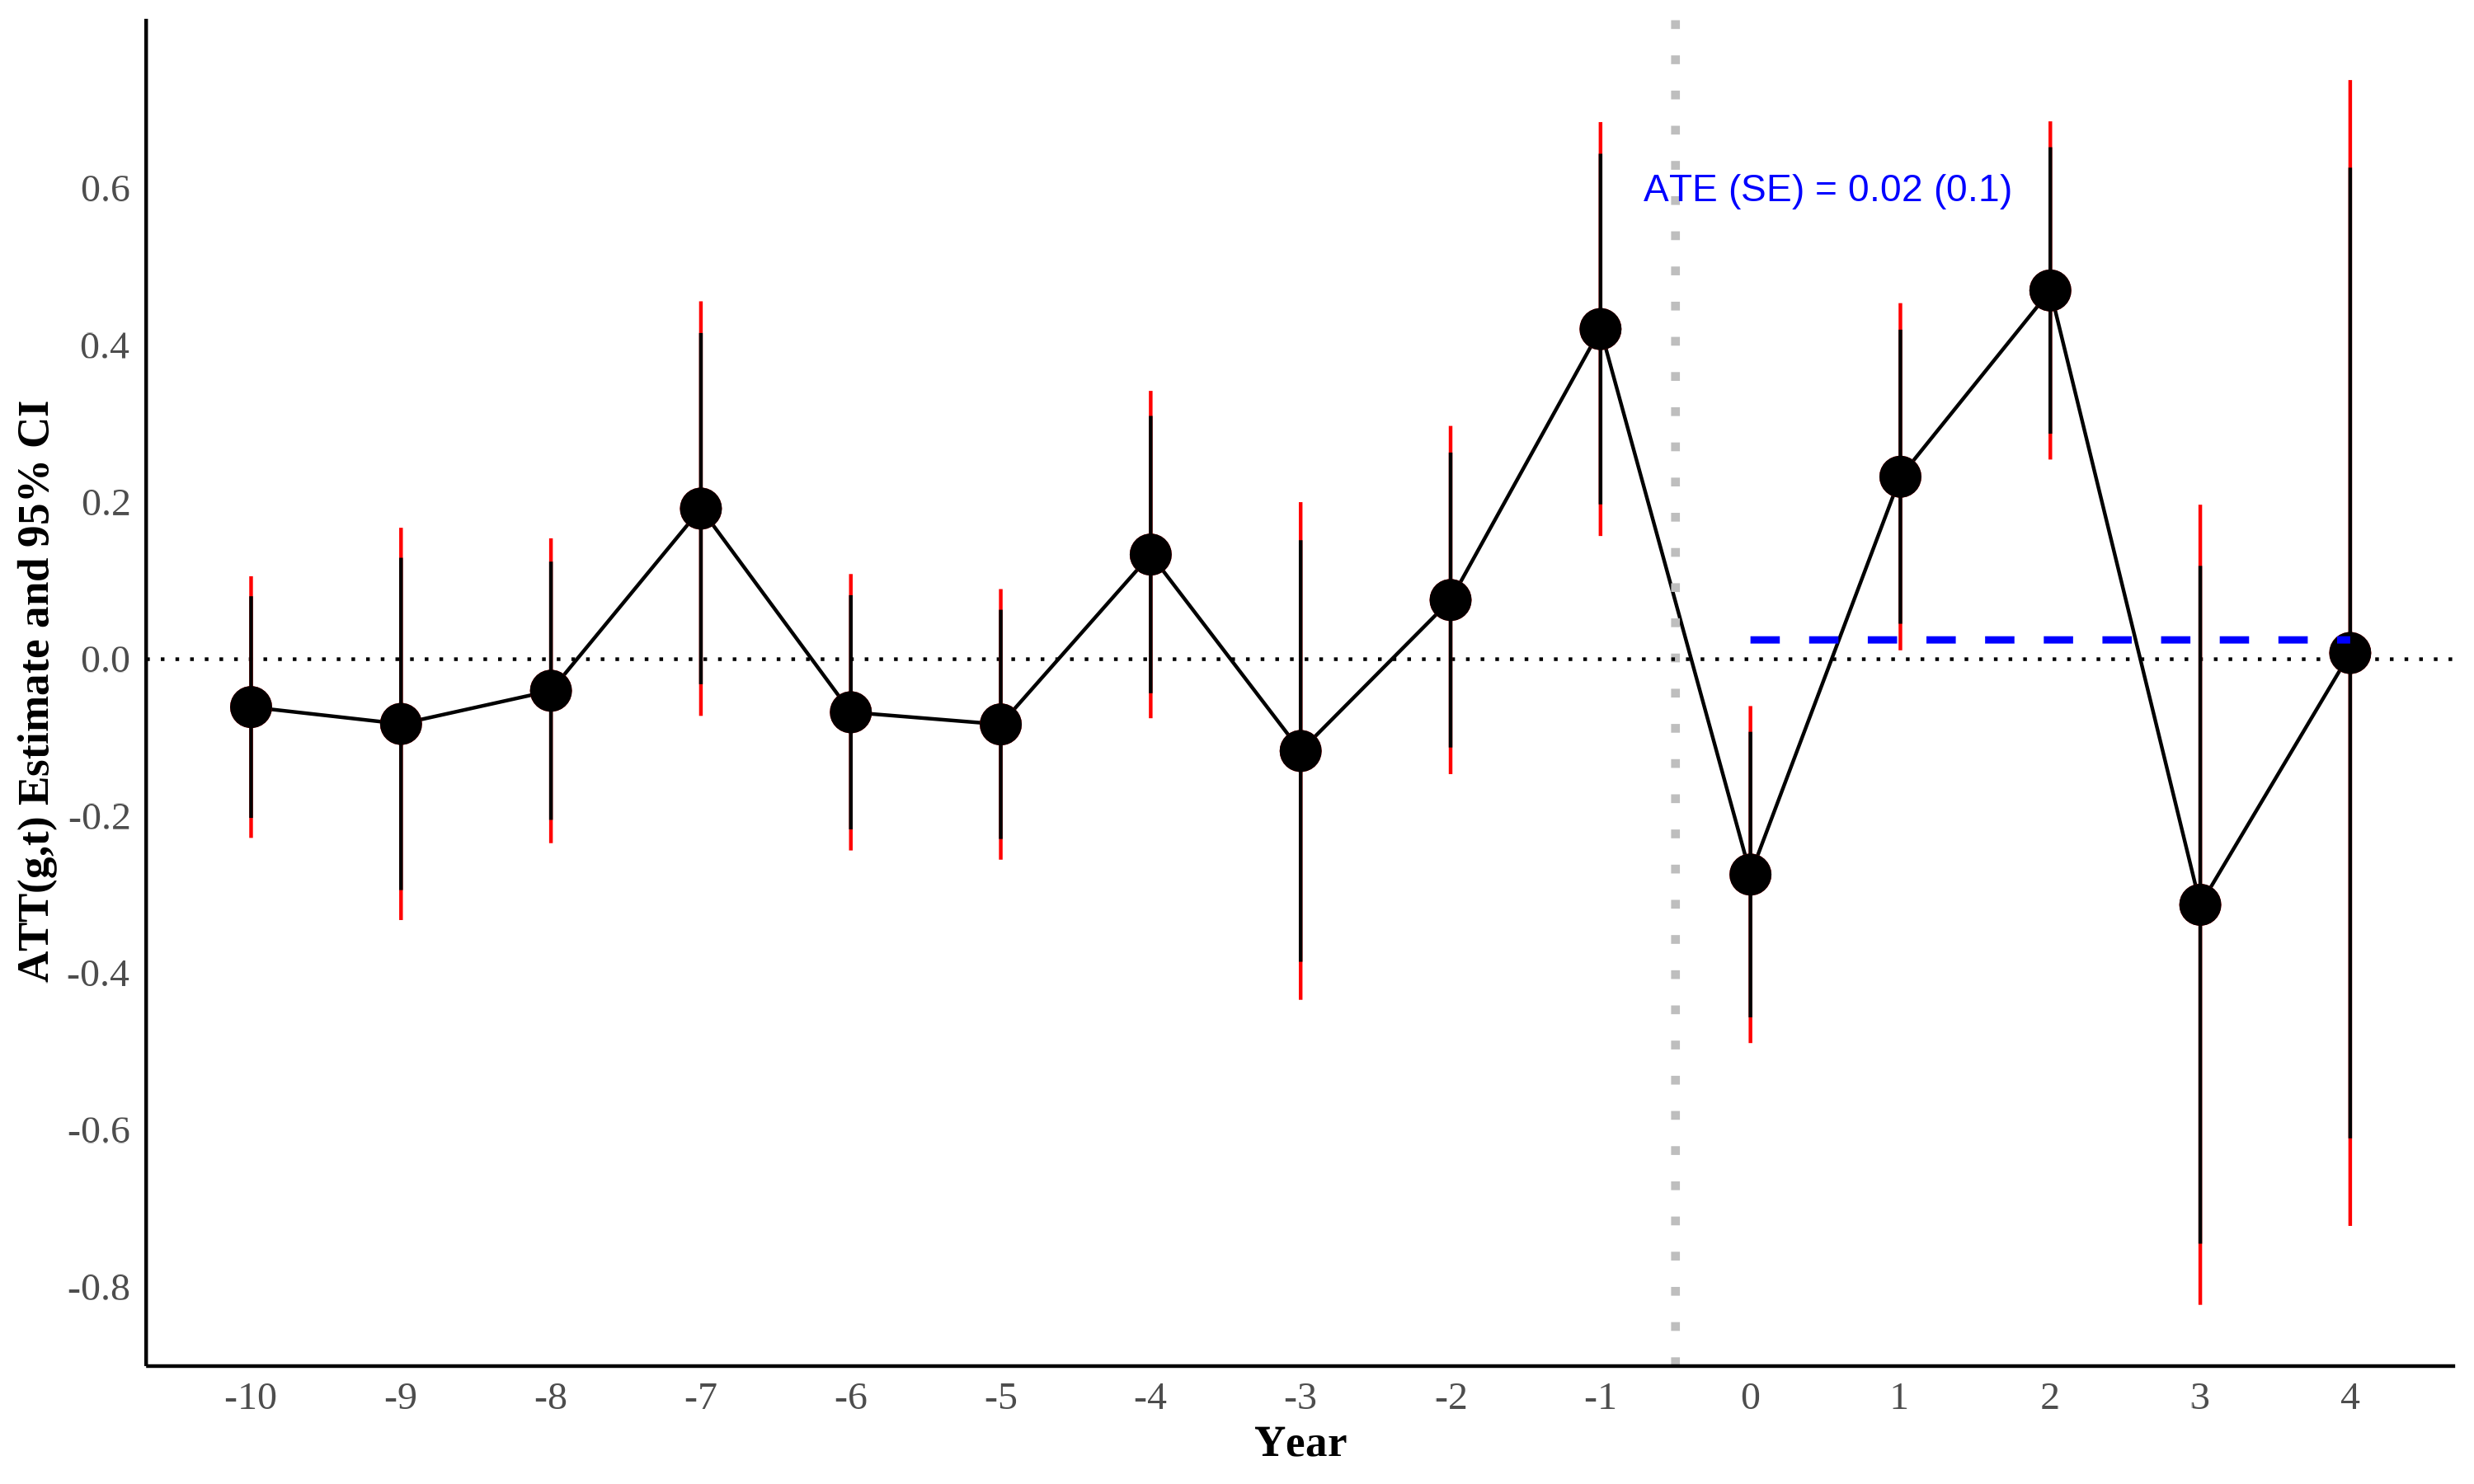 ATT(g,t) Estimate and 95% CI
0.6
0.4
0.2
0.0
-0.2
-0.4
-0.6
-0.8
ATE (SE) = 0.02 (0.1)
-10 -9 -8 -7 -6 -5 -4 -3 -2 -1 0 1 2 3 4
Year